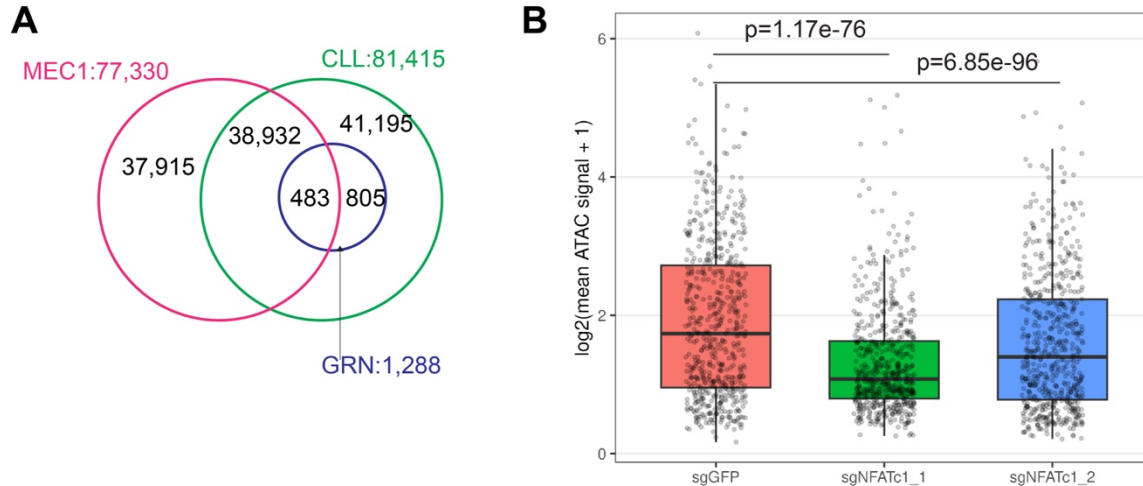 A
MEC1:77,330
CLL:81,415
38,932
41,195
37,915
483
805
GRN:1,288
B
p=1.17e-76
p=6.85e-96
log2(mean ATAC signal + 1)
6
4
2
0
sgGFP
sgNFATc1_1
sgNFATc1_2